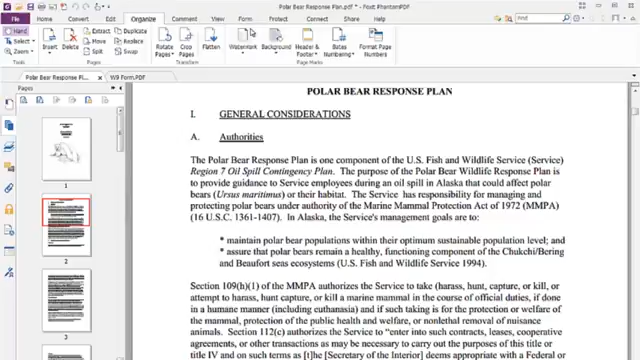 Polar Bear Response Plan.pdf* - Foxit PhantomPDF
File Home Convert Edit Organize Comment View Form Protect Share Help
Find
Hand
Select
Zoom
Insert Delete
Extract Duplicate
Move Replace
Split Swap
Rotate Pages
Crop Pages
Flatten
Watermark Background
Header & Footer
Bates Numbering
Format Page Numbers
Page Marks
Polar Bear Response Plan.pdf
W9 Form.PDF
Pages
1
2
3
POLAR BEAR RESPONSE PLAN
I. GENERAL CONSIDERATIONS
A. Authorities
The Polar Bear Response Plan is one component of the U.S. Fish and Wildlife Service (Service)
Region 7 Oil Spill Contingency Plan. The purpose of the Polar Bear Wildlife Response Plan is
to provide guidance to Service employees during an oil spill in Alaska that could affect polar
bears (Ursus maritimus) or their habitat. The Service has responsibility for managing and
protecting polar bears under authority of the Marine Mammal Protection Act of 1972 (MMPA)
(16 U.S.C. 1361-1407). In Alaska, the Service's management goals are to:
* maintain polar bear populations within their optimum sustainable population level; and
* assure that polar bears remain a healthy, functioning component of the Chukchi/Bering
and Beaufort seas ecosystems (U.S. Fish and Wildlife Service 1994).
Section 109(h)(1) of the MMPA authorizes the Service to take (harass, hunt, capture, or kill, or
attempt to harass, hunt capture, or kill a marine mammal in the course of official duties, if done
in a humane manner (including euthanasia) and if such taking is for the protection or welfare of
the mammal, protection of the public health and welfare, or nonlethal removal of nuisance
animals. Section 112(c) authorizes the Service to "enter into such contracts, leases, cooperative
agreements, or other transactions as may be necessary to carry out the purposes of this title or
title IV and on such terms as [t]he [Secretary of the Interior] deems appropriate with a Federal or